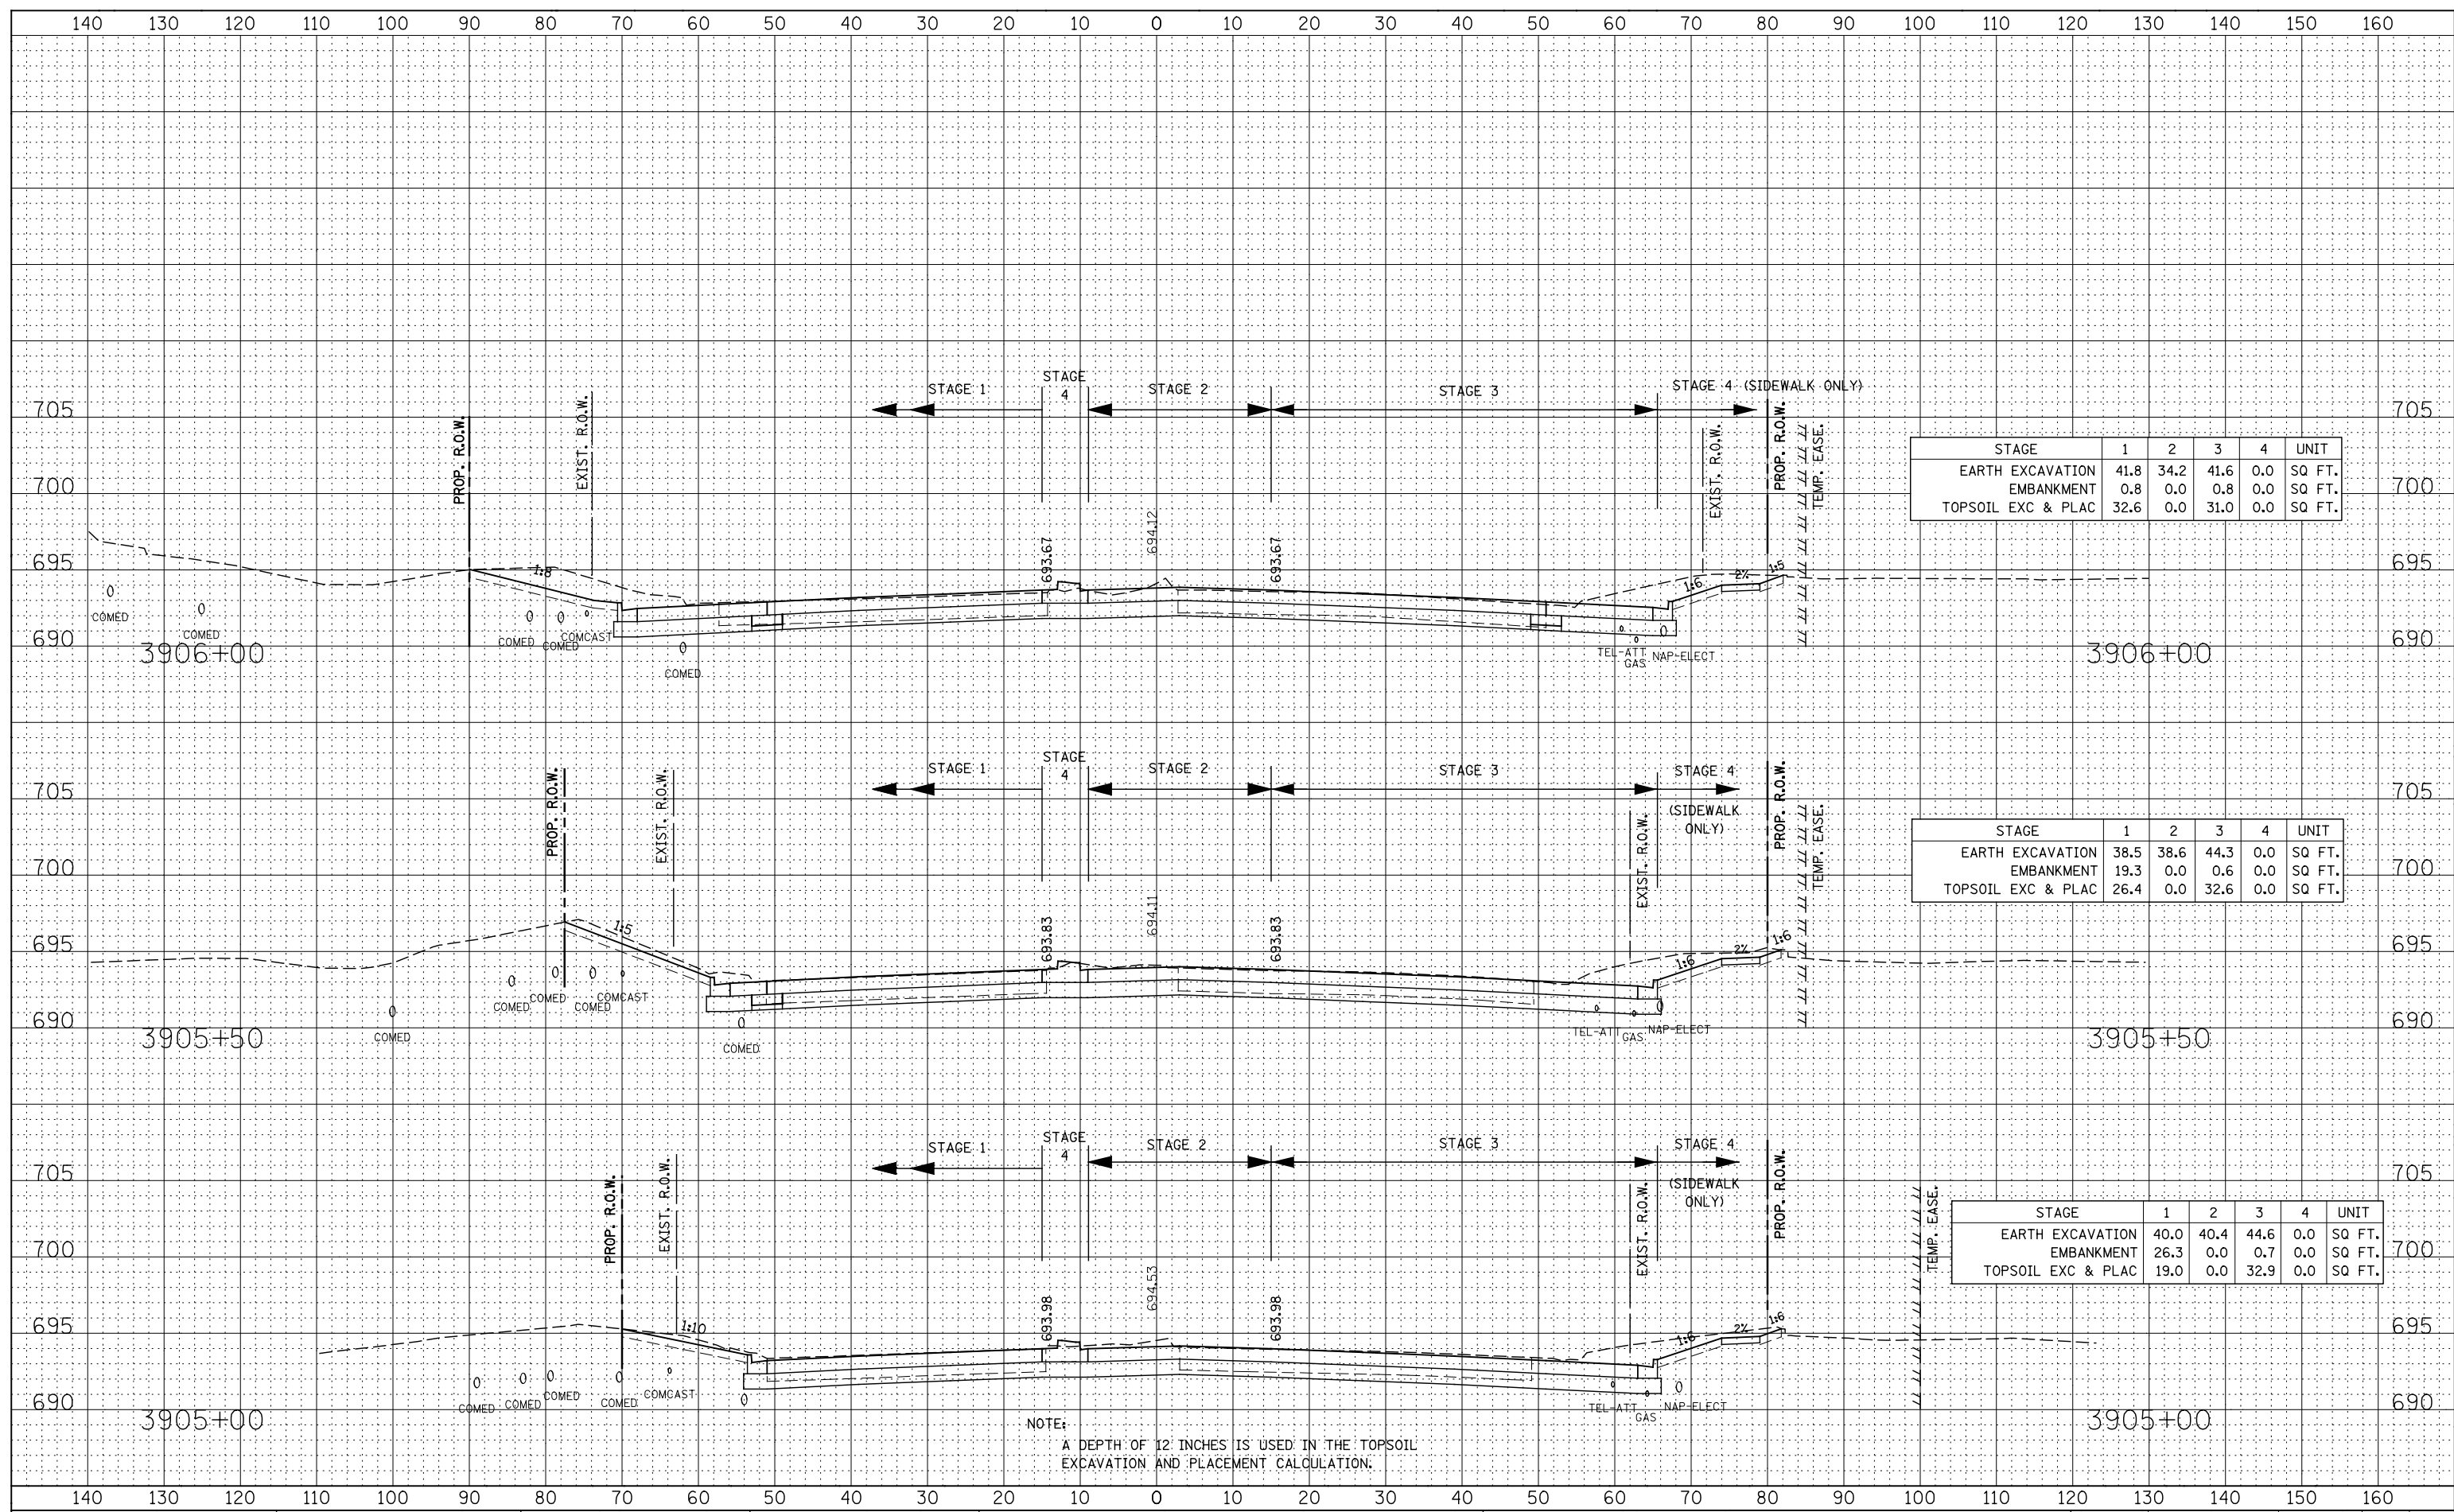 140 130 120 110 100 90 80 70 60 50 40 30 20 10 0 10 20 30 40 50 60 70 80 90 100 110 120 130 140 150 160
STAGE 1
STAGE
4
STAGE 2
STAGE 3
STAGE 4 (SIDEWALK ONLY)
705
705
PROP. R.O.W.
EXIST. R.O.W.
EXIST. R.O.W.
PROP. R.O.W.
TEMP. EASE.
STAGE 1 2 3 4 UNIT
EARTH EXCAVATION 41.8 34.2 41.6 0.0 SQ FT.
EMBANKMENT 0.8 0.0 0.8 0.0 SQ FT.
TOPSOIL EXC & PLAC 32.6 0.0 31.0 0.0 SQ FT.
700
700
693.67
694.12
693.67
695
695
1:8
1:6
2%
1:5
COMED
COMED
COMED
COMED
COMCAST
COMED
TEL-ATT
GAS
NAP-ELECT
690
690
3906+00
3906+00
STAGE 1
STAGE
4
STAGE 2
STAGE 3
STAGE 4
(SIDEWALK
ONLY)
705
705
PROP. R.O.W.
EXIST. R.O.W.
EXIST. R.O.W.
PROP. R.O.W.
TEMP. EASE.
STAGE 1 2 3 4 UNIT
EARTH EXCAVATION 38.5 38.6 44.3 0.0 SQ FT.
EMBANKMENT 19.3 0.0 0.6 0.0 SQ FT.
TOPSOIL EXC & PLAC 26.4 0.0 32.6 0.0 SQ FT.
700
700
693.83
694.11
693.83
695
695
1:5
1:6
2%
1:6
COMED
COMED
COMED
COMED
COMCAST
COMED
TEL-ATT
GAS
NAP-ELECT
690
690
3905+50
3905+50
STAGE 1
STAGE
4
STAGE 2
STAGE 3
STAGE 4
(SIDEWALK
ONLY)
705
705
PROP. R.O.W.
EXIST. R.O.W.
EXIST. R.O.W.
PROP. R.O.W.
TEMP. EASE.
STAGE 1 2 3 4 UNIT
EARTH EXCAVATION 40.0 40.4 44.6 0.0 SQ FT.
EMBANKMENT 26.3 0.0 0.7 0.0 SQ FT.
TOPSOIL EXC & PLAC 19.0 0.0 32.9 0.0 SQ FT.
700
700
693.98
694.53
693.98
695
695
1:10
1:6
2%
1:6
COMED
COMED
COMED
COMED
COMCAST
TEL-ATT
GAS
NAP-ELECT
690
690
3905+00
3905+00
NOTE:
A DEPTH OF 12 INCHES IS USED IN THE TOPSOIL
EXCAVATION AND PLACEMENT CALCULATION.
140 130 120 110 100 90 80 70 60 50 40 30 20 10 0 10 20 30 40 50 60 70 80 90 100 110 120 130 140 150 160